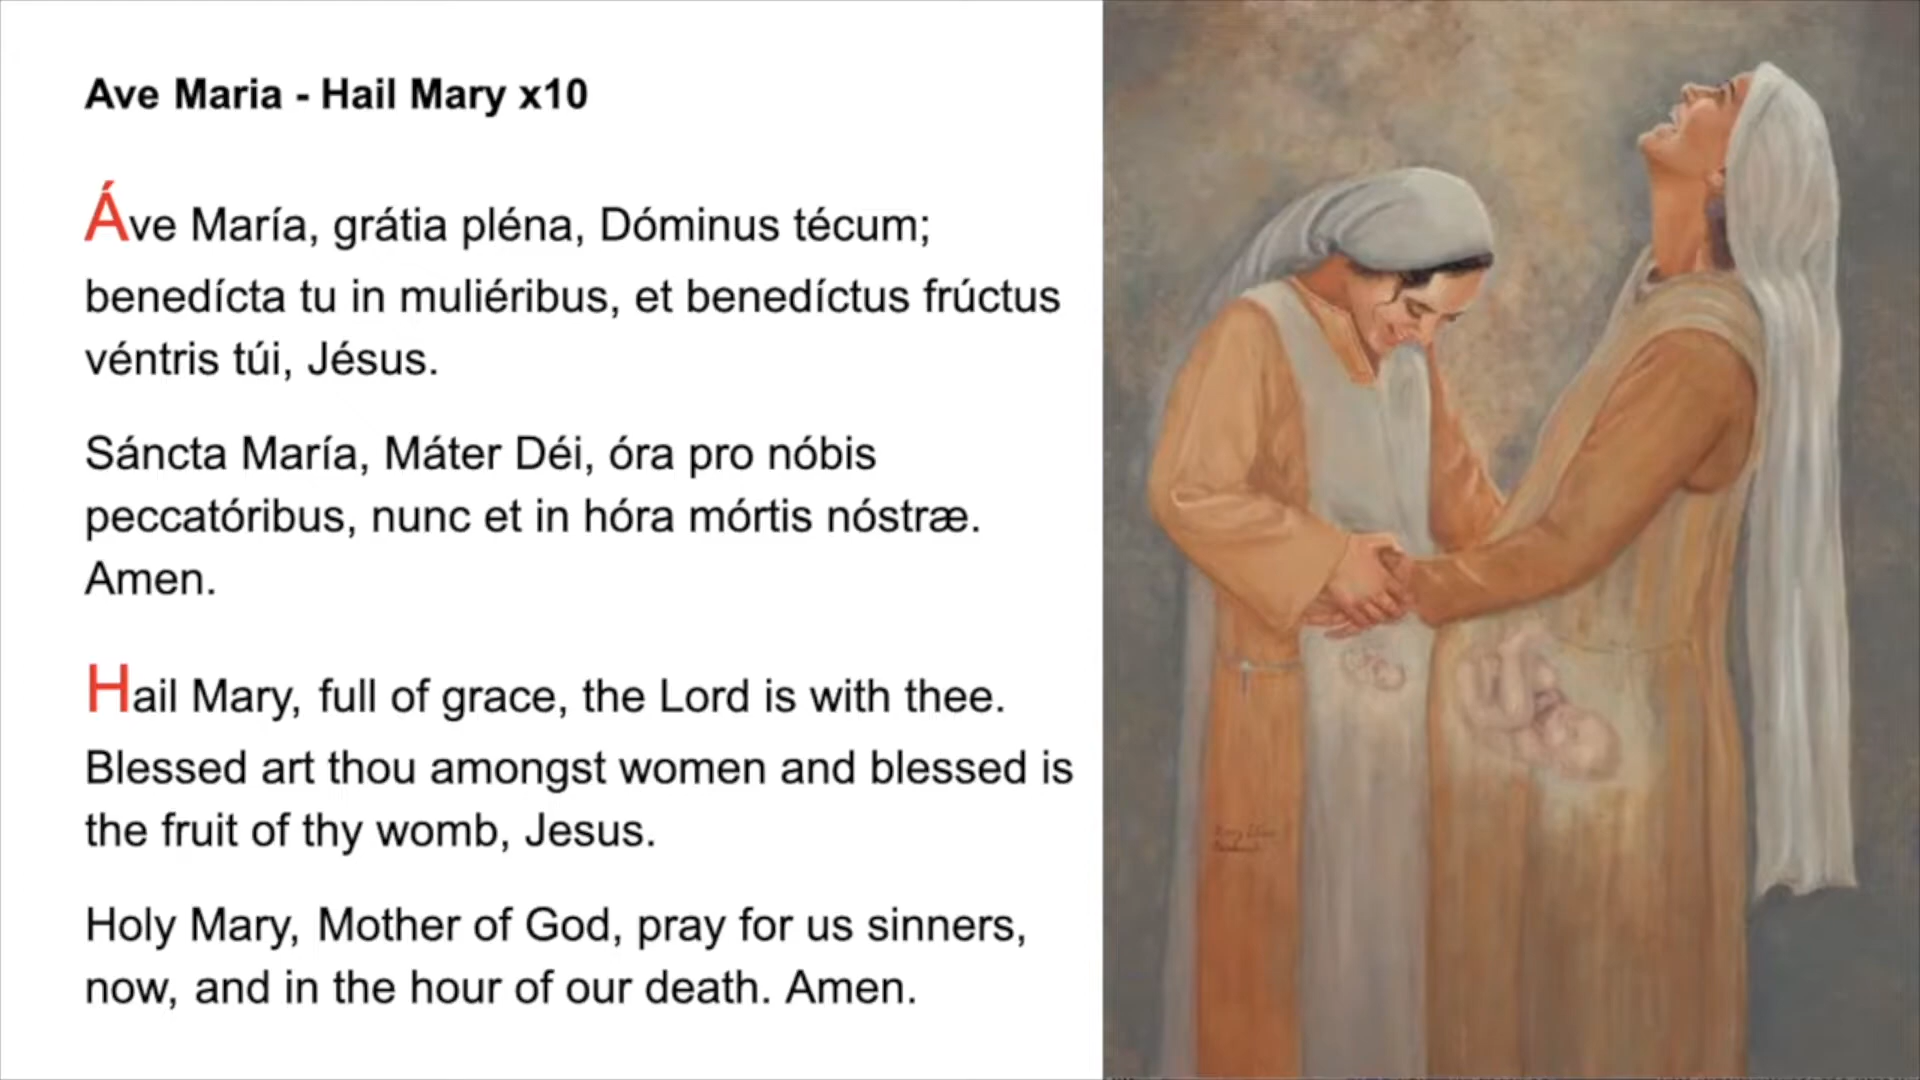 Ave Maria - Hail Mary x10
Áve María, grátia pléna, Dóminus técum;
benedícta tu in muliéribus, et benedíctus frúctus
véntris túi, Jésus.
Sáncta María, Máter Déi, óra pro nóbis
peccatóribus, nunc et in hóra mórtis nóstræ.
Amen.
Hail Mary, full of grace, the Lord is with thee.
Blessed art thou amongst women and blessed is
the fruit of thy womb, Jesus.
Holy Mary, Mother of God, pray for us sinners,
now, and in the hour of our death. Amen.